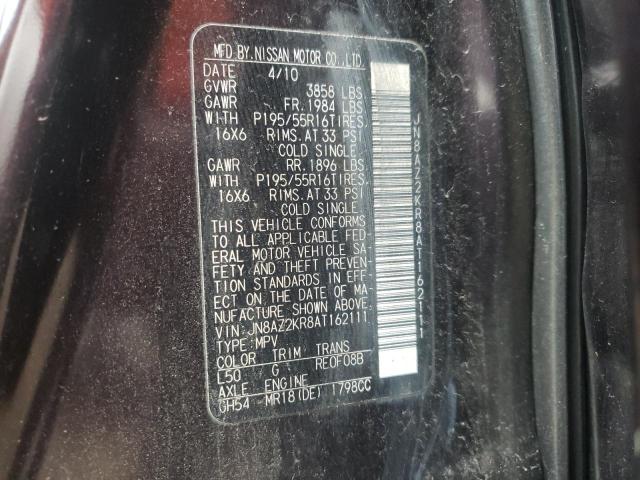 MFD BY. NISSAN MOTOR CO., LTD.
DATE 4/10
GVWR 3858 LBS
GAWR FR. 1984 LBS
WITH P195/55R16TIRES.
16X6 RIMS. AT 33 PSI
COLD SINGLE.
GAWR RR. 1896 LBS
WITH P195/55R16TIRES.
16X6 RIMS. AT 33 PSI
COLD SINGLE.
THIS VEHICLE CONFORMS
TO ALL APPLICABLE FED-
ERAL MOTOR VEHICLE SA-
FETY AND THEFT PREVEN-
TION STANDARDS IN EFF-
ECT ON THE DATE OF MA-
NUFACTURE SHOWN ABOVE.
VIN: JN8AZ2KR8AT162111
TYPE: MPV
COLOR TRIM TRANS
L50 G RE0F08B
AXLE ENGINE
GH54 MR18(DE) 1798CC
JN8AZ2KR8AT162111